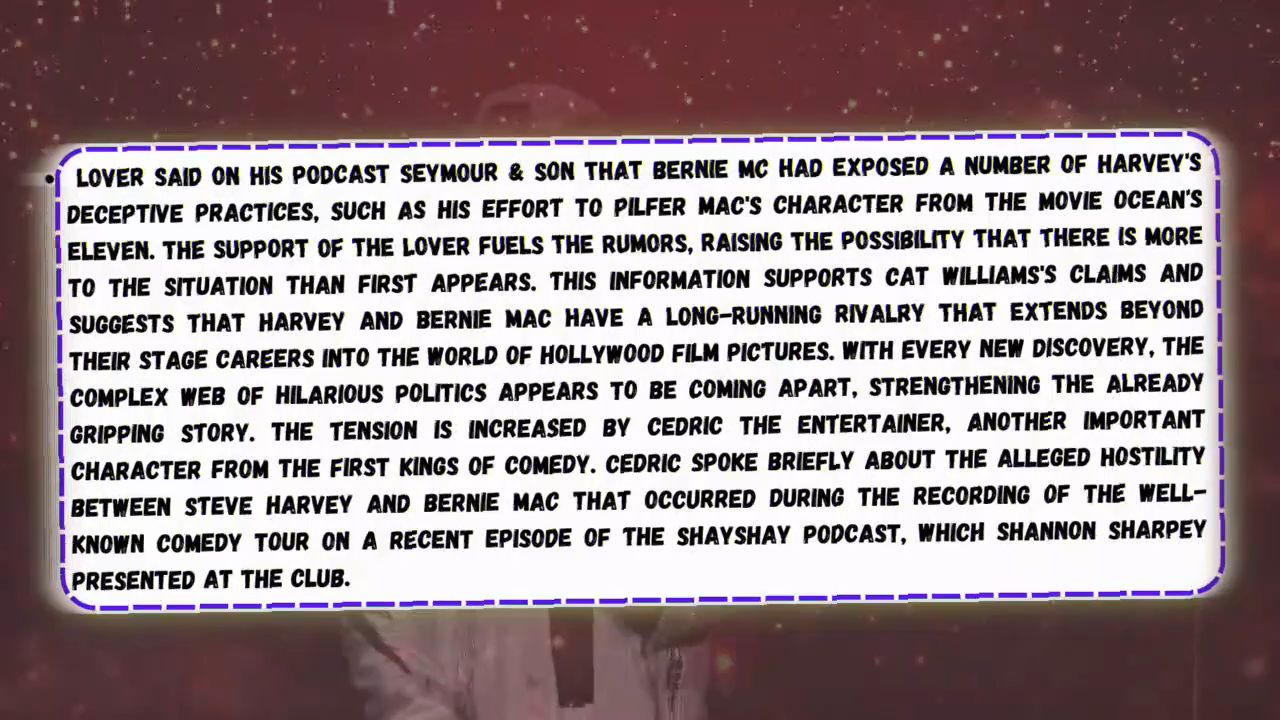 LOVER SAID ON HIS PODCAST SEYMOUR & SON THAT BERNIE MC HAD EXPOSED A NUMBER OF HARVEY'S
DECEPTIVE PRACTICES, SUCH AS HIS EFFORT TO PILFER MAC'S CHARACTER FROM THE MOVIE OCEAN'S
ELEVEN. THE SUPPORT OF THE LOVER FUELS THE RUMORS, RAISING THE POSSIBILITY THAT THERE IS MORE
TO THE SITUATION THAN FIRST APPEARS. THIS INFORMATION SUPPORTS CAT WILLIAMS'S CLAIMS AND
SUGGESTS THAT HARVEY AND BERNIE MAC HAVE A LONG-RUNNING RIVALRY THAT EXTENDS BEYOND
THEIR STAGE CAREERS INTO THE WORLD OF HOLLYWOOD FILM PICTURES. WITH EVERY NEW DISCOVERY, THE
COMPLEX WEB OF HILARIOUS POLITICS APPEARS TO BE COMING APART, STRENGTHENING THE ALREADY
GRIPPING STORY. THE TENSION IS INCREASED BY CEDRIC THE ENTERTAINER, ANOTHER IMPORTANT
CHARACTER FROM THE FIRST KINGS OF COMEDY. CEDRIC SPOKE BRIEFLY ABOUT THE ALLEGED HOSTILITY
BETWEEN STEVE HARVEY AND BERNIE MAC THAT OCCURRED DURING THE RECORDING OF THE WELL-
KNOWN COMEDY TOUR ON A RECENT EPISODE OF THE SHAYSHAY PODCAST, WHICH SHANNON SHARPEY
PRESENTED AT THE CLUB.